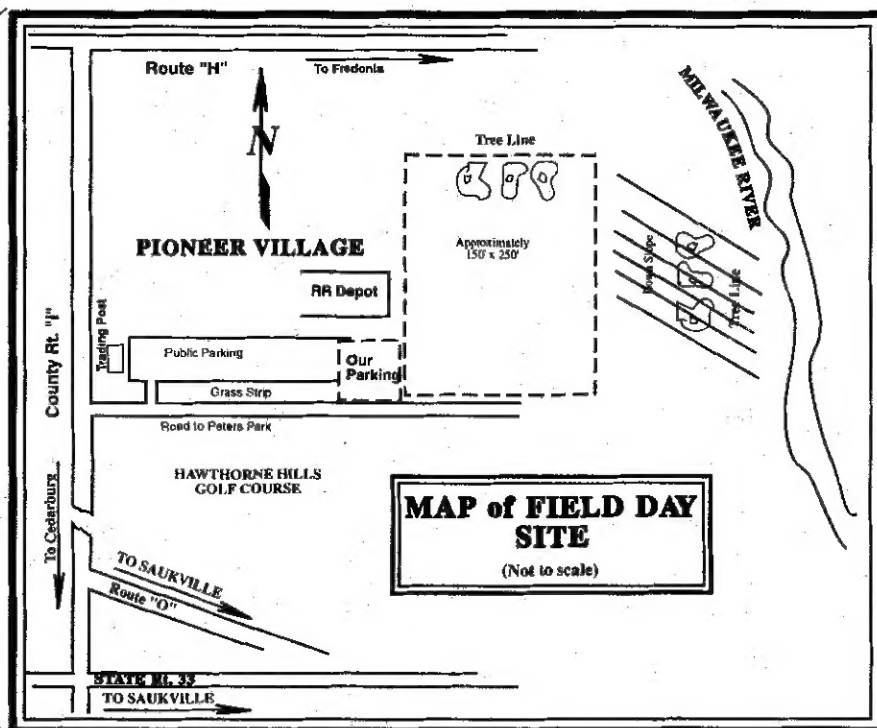 Route "H"
To Fredonia
N
Tree Line
MILWAUKEE RIVER
PIONEER VILLAGE
Approximately
150' x 250'
Down Slope
Tree Line
RR Depot
Trading Post
Public Parking
Our
Parking
Grass Strip
County Rt. "I"
Road to Peters Park
HAWTHORNE HILLS
GOLF COURSE
MAP of FIELD DAY
SITE
(Not to scale)
To Cedarburg
TO SAUKVILLE
Route "O"
STATE Rt. 33
TO SAUKVILLE